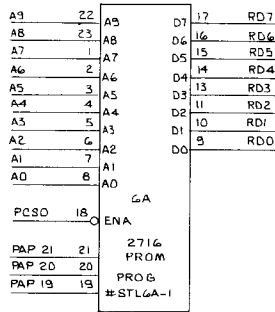 A9 22 A9 D7 17 RD7
A8 23 A8 D6 16 RD6
A7 1 A7 D5 15 RD5
A6 2 A6 D4 14 RD4
A5 3 A5 D3 13 RD3
A4 4 A4 D2 11 RD2
A3 5 A3 D1 10 RD1
A2 6 A2 D0 9 RD0
A1 7 A1
A0 8 A0
6A
PCS0 18 ENA
2716
PAP 21 21 PROM
PAP 20 20 PROG
PAP 19 19 #STL6A-1